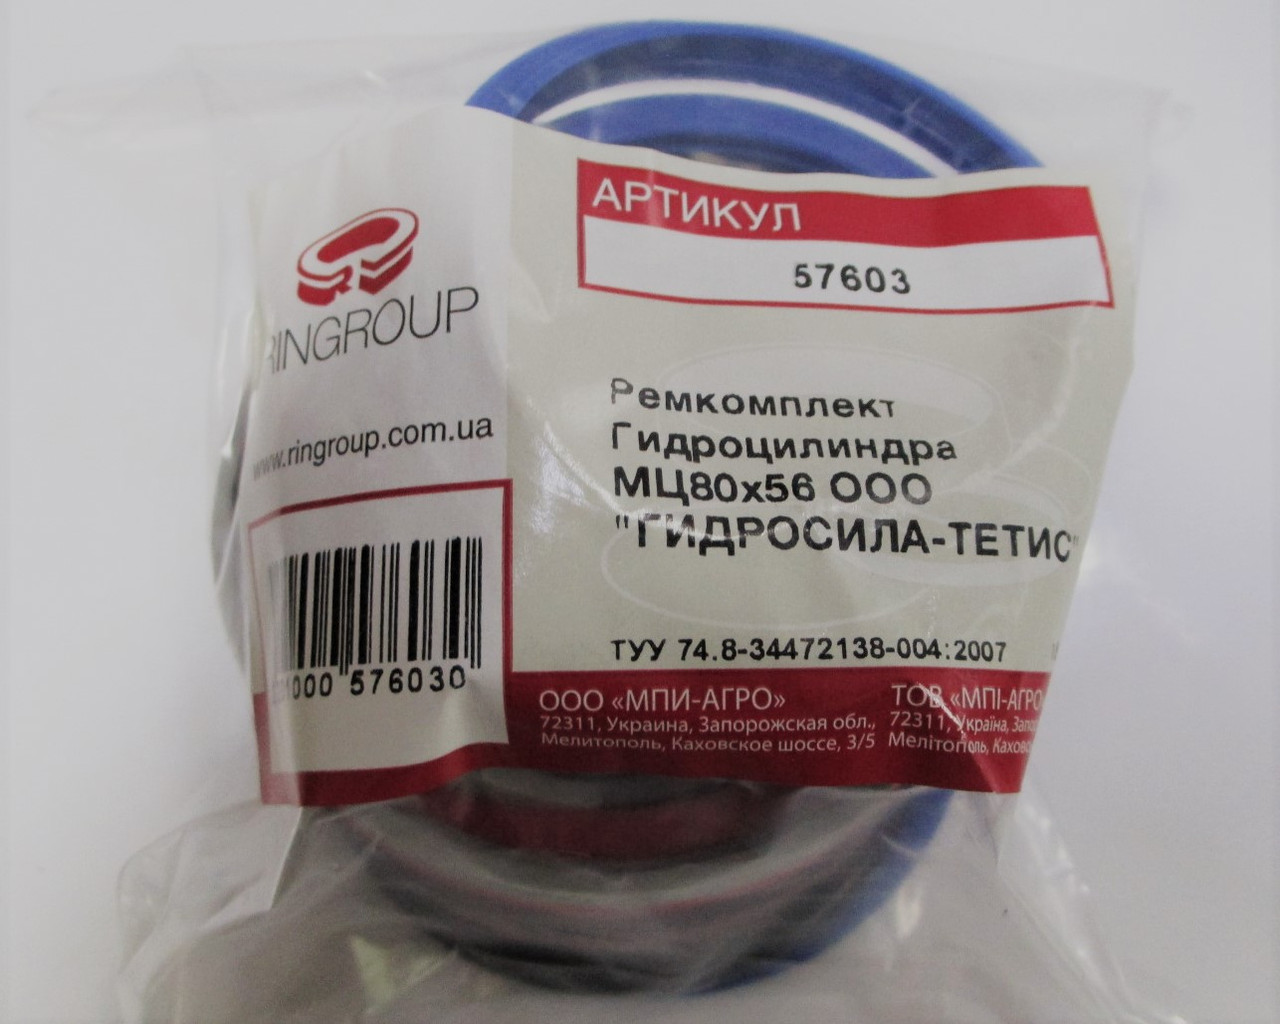 RINGROUP
www.ringroup.com.ua
000 576030
АРТИКУЛ
57603
Ремкомплект
Гидроцилиндра
МЦ80х56 ООО
"ГИДРОСИЛА-ТЕТИС"
ТУУ 74.8-34472138-004:2007
ООО «МПИ-АГРО»
72311, Украина, Запорожская обл.,
Мелитополь, Каховское шоссе, 3/5
ТОВ «МПІ-АГРО
72311, Україна,
Мелітополь,